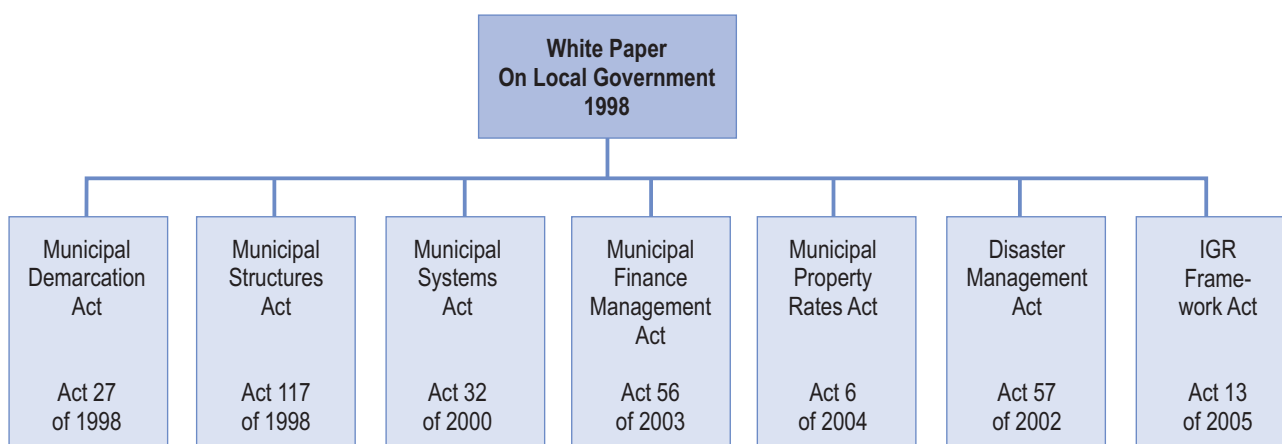 White Paper
On Local Government
1998
Municipal
Demarcation
Act
Act 27
of 1998
Municipal
Structures
Act
Act 117
of 1998
Municipal
Systems
Act
Act 32
of 2000
Municipal
Finance
Management
Act
Act 56
of 2003
Municipal
Property
Rates Act
Act 6
of 2004
Disaster
Management
Act
Act 57
of 2002
IGR
Frame-
work Act
Act 13
of 2005